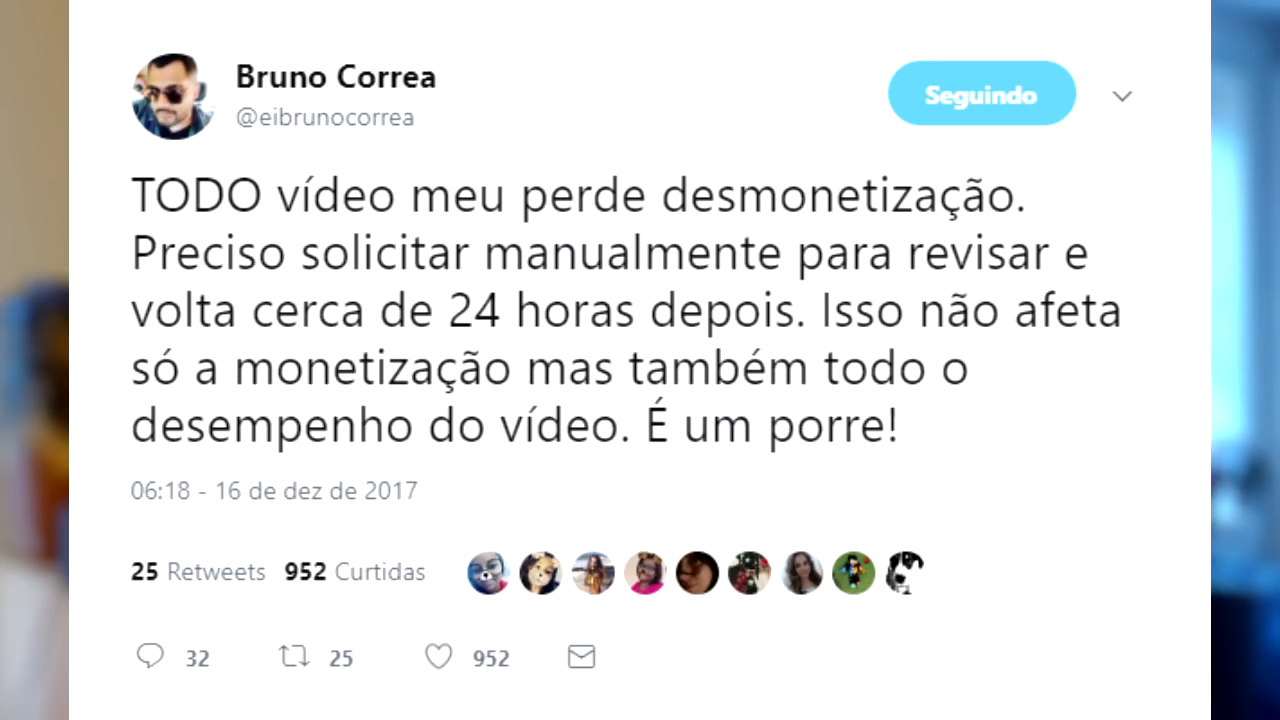 Bruno Correa
@eibrunocorrea
Seguindo
TODO vídeo meu perde desmonetização.
Preciso solicitar manualmente para revisar e
volta cerca de 24 horas depois. Isso não afeta
só a monetização mas também todo o
desempenho do vídeo. É um porre!
06:18 - 16 de dez de 2017
25 Retweets 952 Curtidas
32 25 952